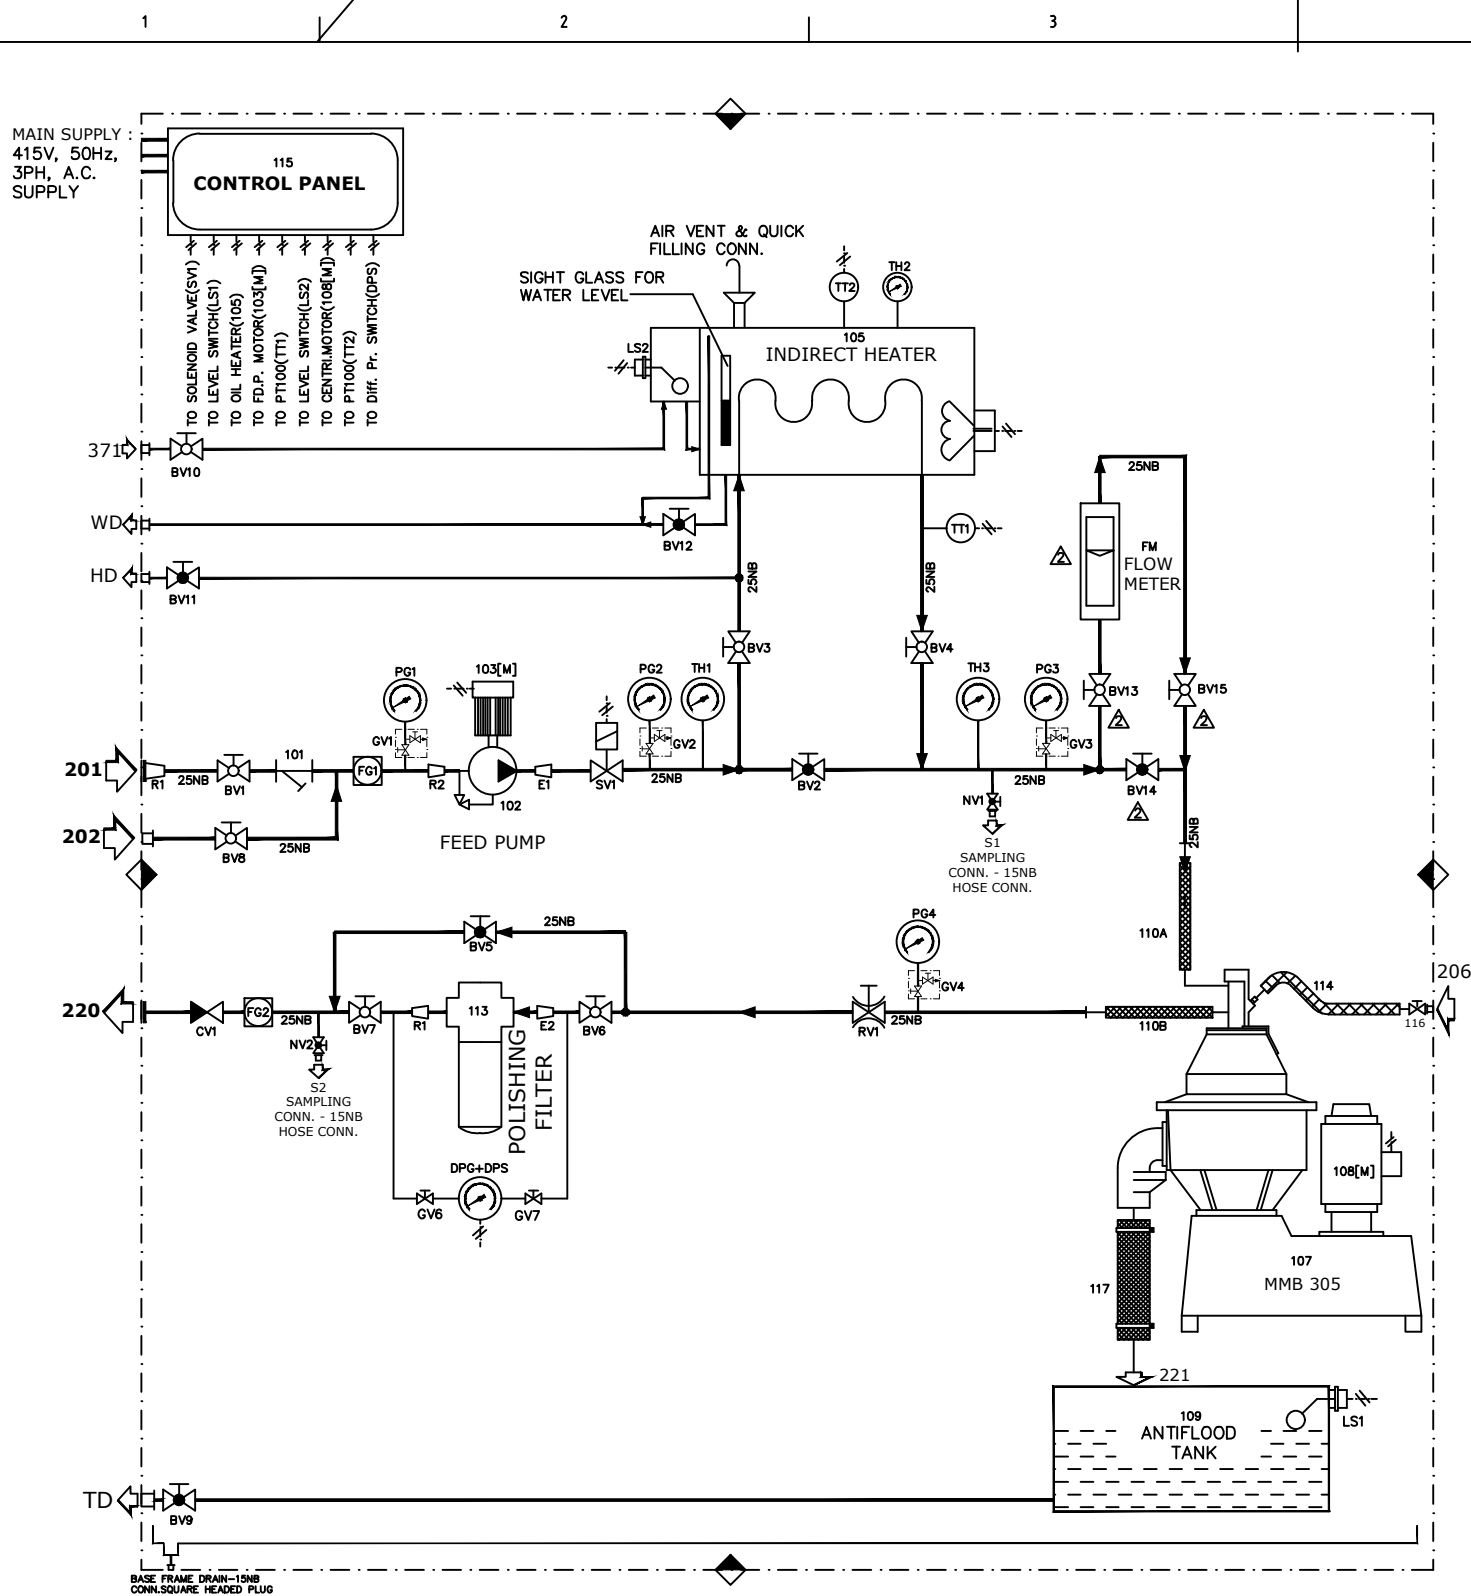 1
2
3
MAIN SUPPLY :
415V, 50Hz,
3PH, A.C.
SUPPLY
115
CONTROL PANEL
TO SOLENOID VALVE(SV1)
TO LEVEL SWITCH(LS1)
TO OIL HEATER(105)
TO FD.P. MOTOR(103[M])
TO PT100(TT1)
TO LEVEL SWITCH(LS2)
TO CENTRI.MOTOR(108[M])
TO PT100(TT2)
TO Diff. Pr. SWITCH(DPS)
AIR VENT & QUICK
FILLING CONN.
SIGHT GLASS FOR
WATER LEVEL
TT2
TH2
LS2
105
INDIRECT HEATER
371
BV10
WD
BV12
TT1
HD
BV11
25NB
25NB
25NB
2
FM
FLOW
METER
BV3
BV4
PG1
103[M]
PG2
TH1
TH3
PG3
BV13
BV15
2
2
GV1
GV2
GV3
201
R1
25NB
BV1
101
FG1
R2
102
E1
SV1
25NB
BV2
NV1
25NB
BV14
2
202
BV8
25NB
FEED PUMP
S1
SAMPLING
CONN. - 15NB
HOSE CONN.
25NB
110A
25NB
BV5
PG4
GV4
114
206
116
220
CV1
FG2
25NB
BV7
R1
113
E2
BV6
RV1
25NB
110B
NV2
S2
SAMPLING
CONN. - 15NB
HOSE CONN.
POLISHING
FILTER
DPG+DPS
GV6
GV7
108[M]
107
MMB 305
117
221
109
ANTIFLOOD
TANK
LS1
TD
BV9
BASE FRAME DRAIN-15NB
CONN.SQUARE HEADED PLUG